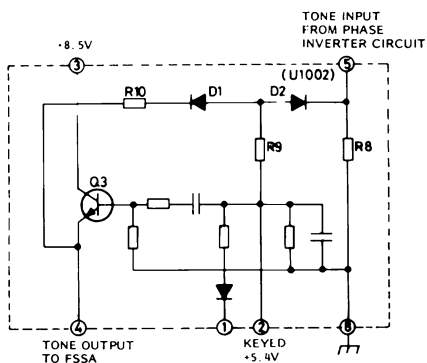 TONE INPUT
FROM PHASE
INVERTER CIRCUIT
+8.5V
3
(U1002)
5
R10
D1
D2
R9
R8
Q3
4
1
2
6
TONE OUTPUT
TO FSSA
KEYED
+5.4V